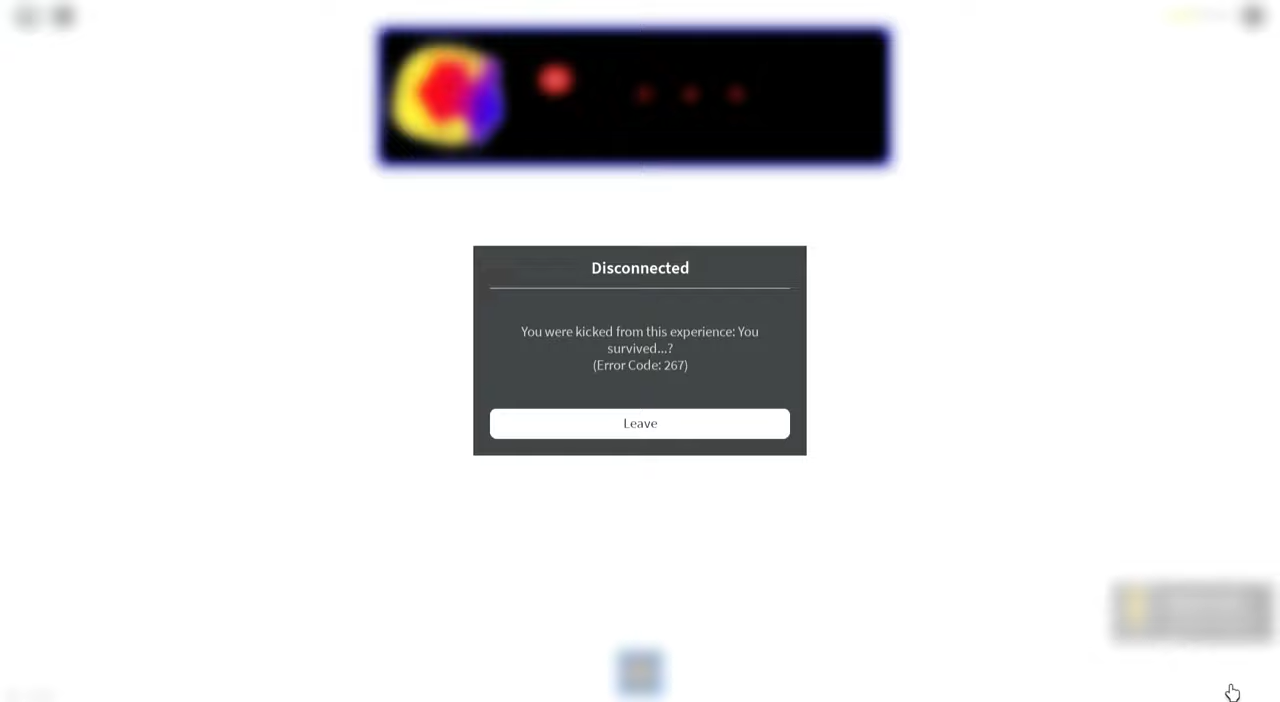 Disconnected
You were kicked from this experience: You
survived...?
(Error Code: 267)
Leave